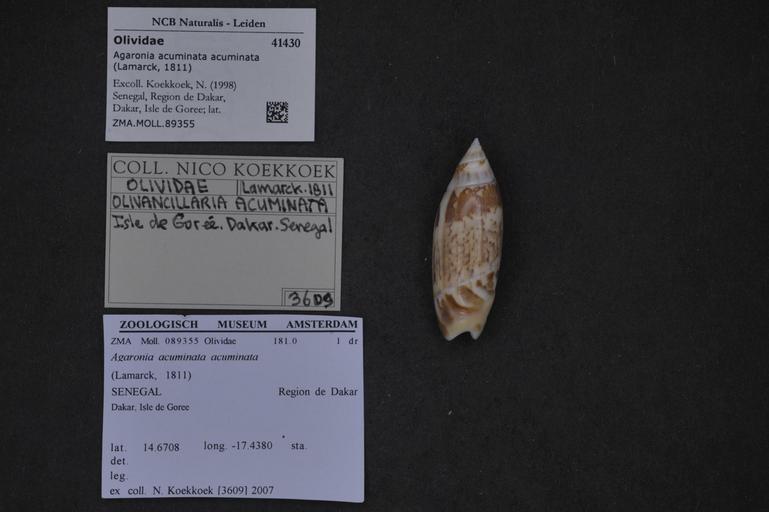 NCB Naturalis - Leiden
Olividae 41430
Agaronia acuminata acuminata
(Lamarck, 1811)
Excoll. Koekkoek, N. (1998)
Senegal, Region de Dakar,
Dakar, Isle de Goree; lat.
ZMA.MOLL.89355
COLL. NICO KOEKKOEK
OLIVIDAE Lamarck.1811
OLIVANCILLARIA ACUMINATA
Isle de Gorée. Dakar. Senegal
3609
ZOOLOGISCH MUSEUM AMSTERDAM
ZMA Moll. 089355 Olividae 181.0 1 dr
Agaronia acuminata acuminata
(Lamarck, 1811)
SENEGAL Region de Dakar
Dakar, Isle de Goree
lat. 14.6708 long. -17.4380 sta.
det.
leg.
ex coll. N. Koekkoek [3609] 2007